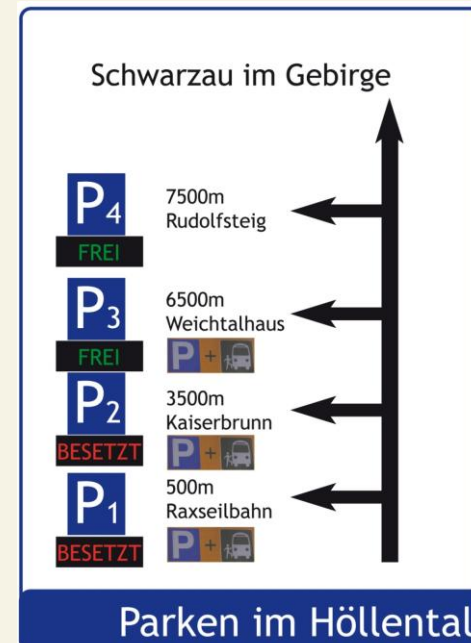 Schwarzau im Gebirge
P4
7500m
Rudolfsteig
FREI
P3
6500m
Weichtalhaus
FREI
P +
P2
3500m
Kaiserbrunn
BESETZT
P +
P1
500m
Raxseilbahn
BESETZT
P +
Parken im Höllental